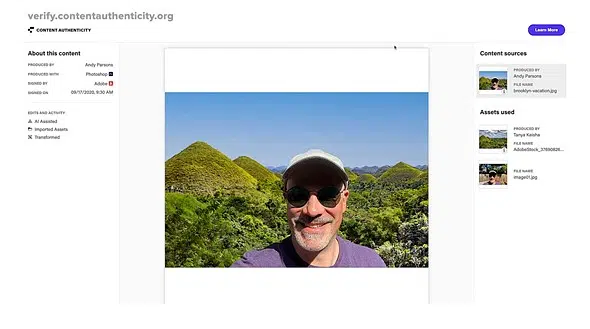 verify.contentauthenticity.org
CONTENT AUTHENTICITY
Learn More
About this content
PRODUCED BY Andy Parsons
PRODUCED WITH Photoshop
SIGNED BY Adobe
SIGNED ON 09/17/2020, 9:30 AM
EDITS AND ACTIVITY
AI Assisted
Imported Assets
Transformed
Content sources
PRODUCED BY
Andy Parsons
FILE NAME
brooklyn-vacation.jpg
Assets used
PRODUCED BY
Tanya Keisha
FILE NAME
FILE NAME
image01.jpg